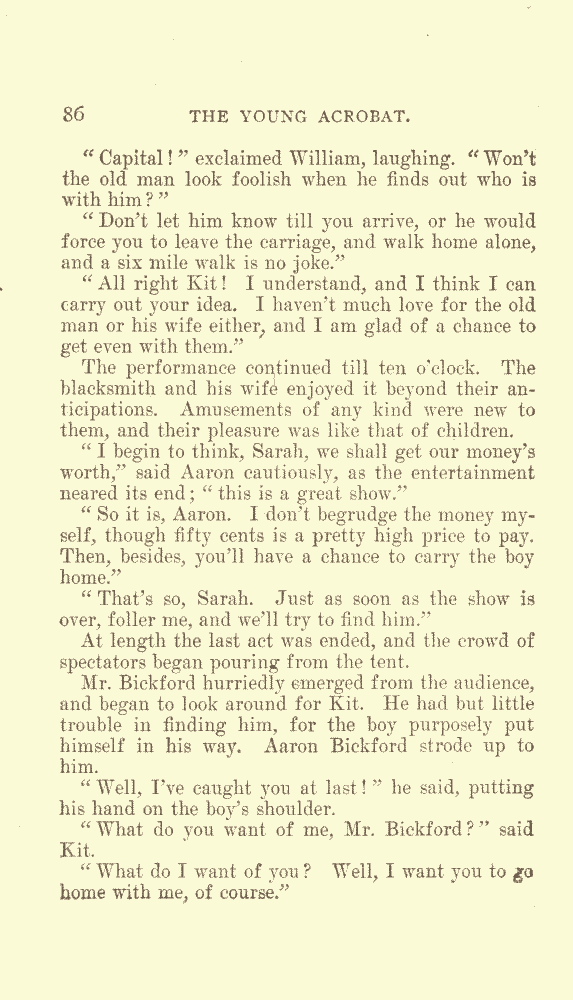 86 THE YOUNG ACROBAT.
“Capital!” exclaimed William, laughing. “Won’t
the old man look foolish when he finds out who is
with him?”
“Don’t let him know till you arrive, or he would
force you to leave the carriage, and walk home alone,
and a six mile walk is no joke.”
“All right Kit! I understand, and I think I can
carry out your idea. I haven’t much love for the old
man or his wife either, and I am glad of a chance to
get even with them.”
The performance continued till ten o’clock. The
blacksmith and his wife enjoyed it beyond their an-
ticipations. Amusements of any kind were new to
them, and their pleasure was like that of children.
“I begin to think, Sarah, we shall get our money’s
worth,” said Aaron cautiously, as the entertainment
neared its end; “this is a great show.”
“So it is, Aaron. I don’t begrudge the money my-
self, though fifty cents is a pretty high price to pay.
Then, besides, you’ll have a chance to carry the boy
home.”
“That’s so, Sarah. Just as soon as the show is
over, foller me, and we’ll try to find him.”
At length the last act was ended, and the crowd of
spectators began pouring from the tent.
Mr. Bickford hurriedly emerged from the audience,
and began to look around for Kit. He had but little
trouble in finding him, for the boy purposely put
himself in his way. Aaron Bickford strode up to
him.
“Well, I’ve caught you at last!” he said, putting
his hand on the boy’s shoulder.
“What do you want of me, Mr. Bickford?” said
Kit.
“What do I want of you? Well, I want you to go
home with me, of course.”